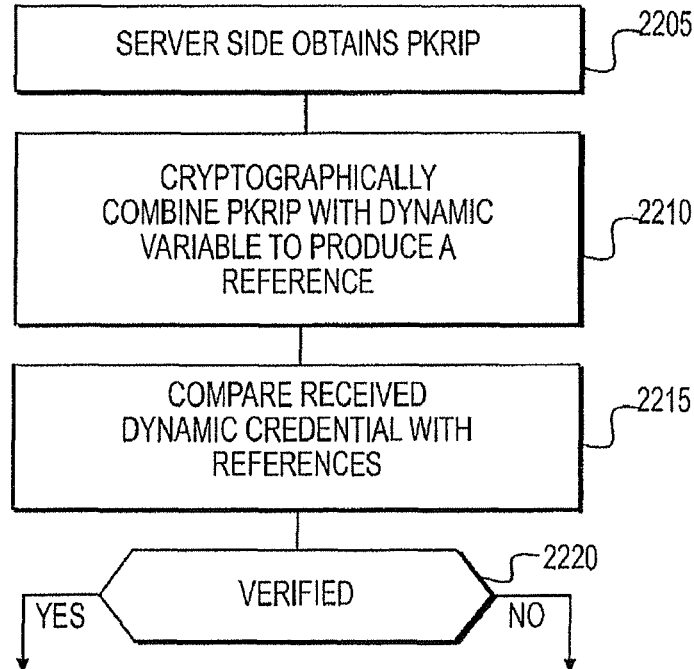 SERVER SIDE OBTAINS PKRIP
2205
CRYPTOGRAPHICALLY
COMBINE PKRIP WITH DYNAMIC
VARIABLE TO PRODUCE A
REFERENCE
2210
COMPARE RECEIVED
DYNAMIC CREDENTIAL WITH
REFERENCES
2215
VERIFIED
2220
YES
NO